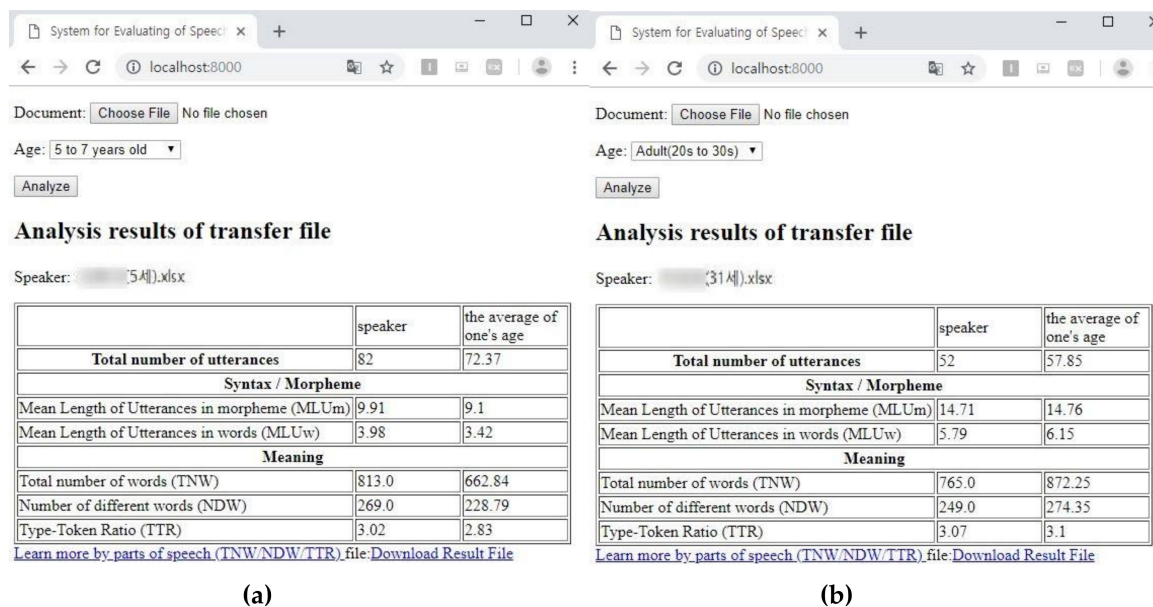 System for Evaluating of Speech
localhost:8000
Document: Choose File No file chosen
Age: 5 to 7 years old
Analyze
Analysis results of transfer file
Speaker: (5세).xlsx
speaker the average of one's age
Total number of utterances 82 72.37
Syntax / Morpheme
Mean Length of Utterances in morpheme (MLUm) 9.91 9.1
Mean Length of Utterances in words (MLUw) 3.98 3.42
Meaning
Total number of words (TNW) 813.0 662.84
Number of different words (NDW) 269.0 228.79
Type-Token Ratio (TTR) 3.02 2.83
Learn more by parts of speech (TNW/NDW/TTR) file:Download Result File
(a)
System for Evaluating of Speech
localhost:8000
Document: Choose File No file chosen
Age: Adult(20s to 30s)
Analyze
Analysis results of transfer file
Speaker: (31세).xlsx
speaker the average of one's age
Total number of utterances 52 57.85
Syntax / Morpheme
Mean Length of Utterances in morpheme (MLUm) 14.71 14.76
Mean Length of Utterances in words (MLUw) 5.79 6.15
Meaning
Total number of words (TNW) 765.0 872.25
Number of different words (NDW) 249.0 274.35
Type-Token Ratio (TTR) 3.07 3.1
Learn more by parts of speech (TNW/NDW/TTR) file:Download Result File
(b)